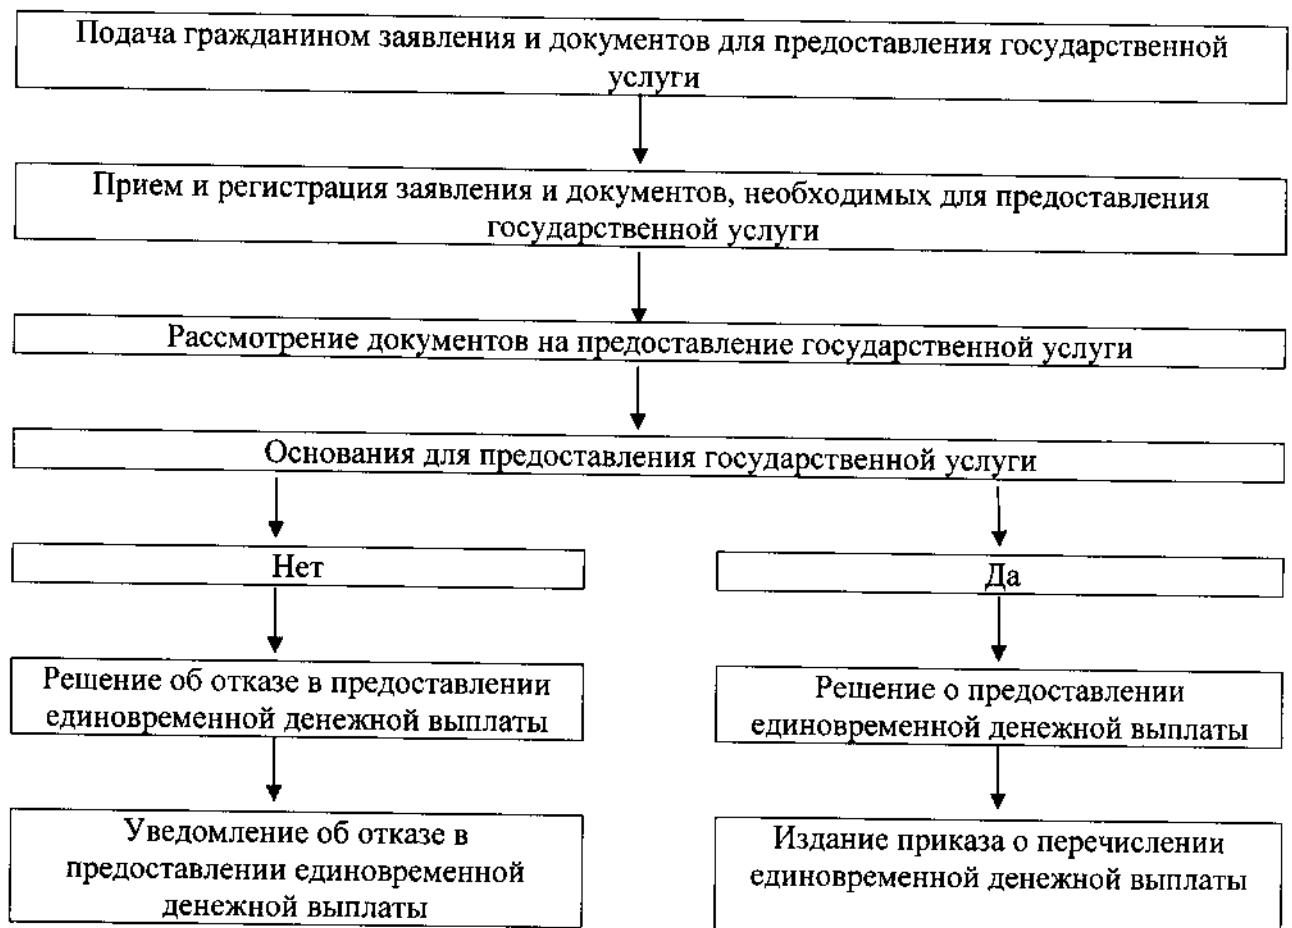 Подача гражданином заявления и документов для предоставления государственной
услуги
Прием и регистрация заявления и документов, необходимых для предоставления
государственной услуги
Рассмотрение документов на предоставление государственной услуги
Основания для предоставления государственной услуги
Нет
Да
Решение об отказе в предоставлении
единовременной денежной выплаты
Решение о предоставлении
единовременной денежной выплаты
Уведомление об отказе в
предоставлении единовременной
денежной выплаты
Издание приказа о перечислении
единовременной денежной выплаты